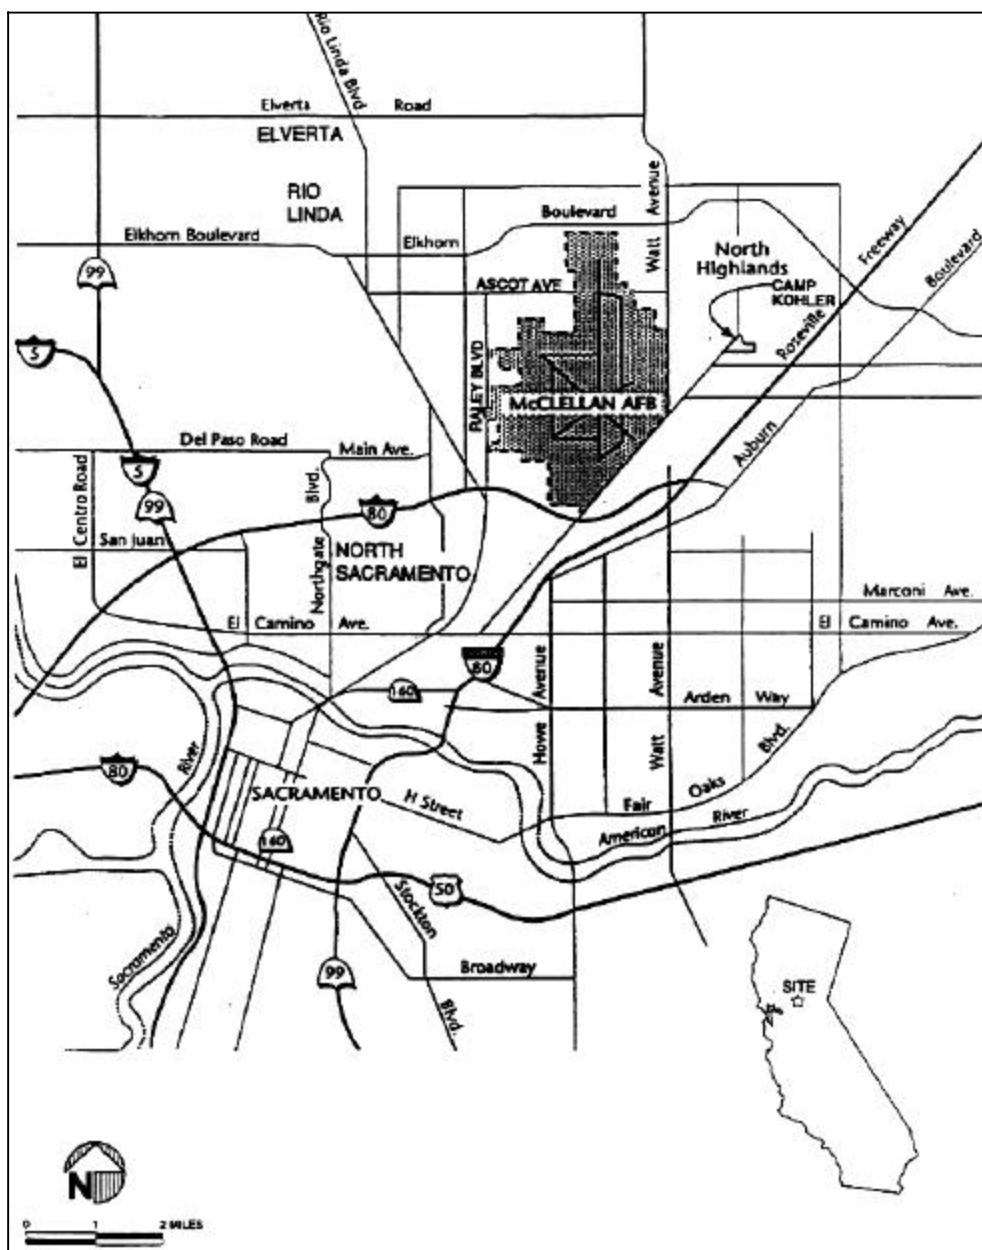 Rio Linda Blvd
Elverta Road
ELVERTA
RIO
LINDA
Watt Avenue
Boulevard
Elkhorn Boulevard
Elkhorn
99
North
Highlands
Freeway
Boulevard
ASCOT AVE
CAMP
KOHLER
5
RALEY BLVD
Roseville
McCLELLAN AFB
Del Paso Road
Main Ave.
Auburn
5
99
El Centro Road
Northgate Blvd.
80
San Juan
NORTH
SACRAMENTO
Marconi Ave.
El Camino Ave.
El Camino Ave.
80
160
Howe Avenue
Watt Avenue
Arden Way
River
80
SACRAMENTO
H Street
Fair Oaks Blvd.
American River
160
50
Stockton Blvd.
Sacramento
99
Broadway
SITE
N
0 1 2 MILES